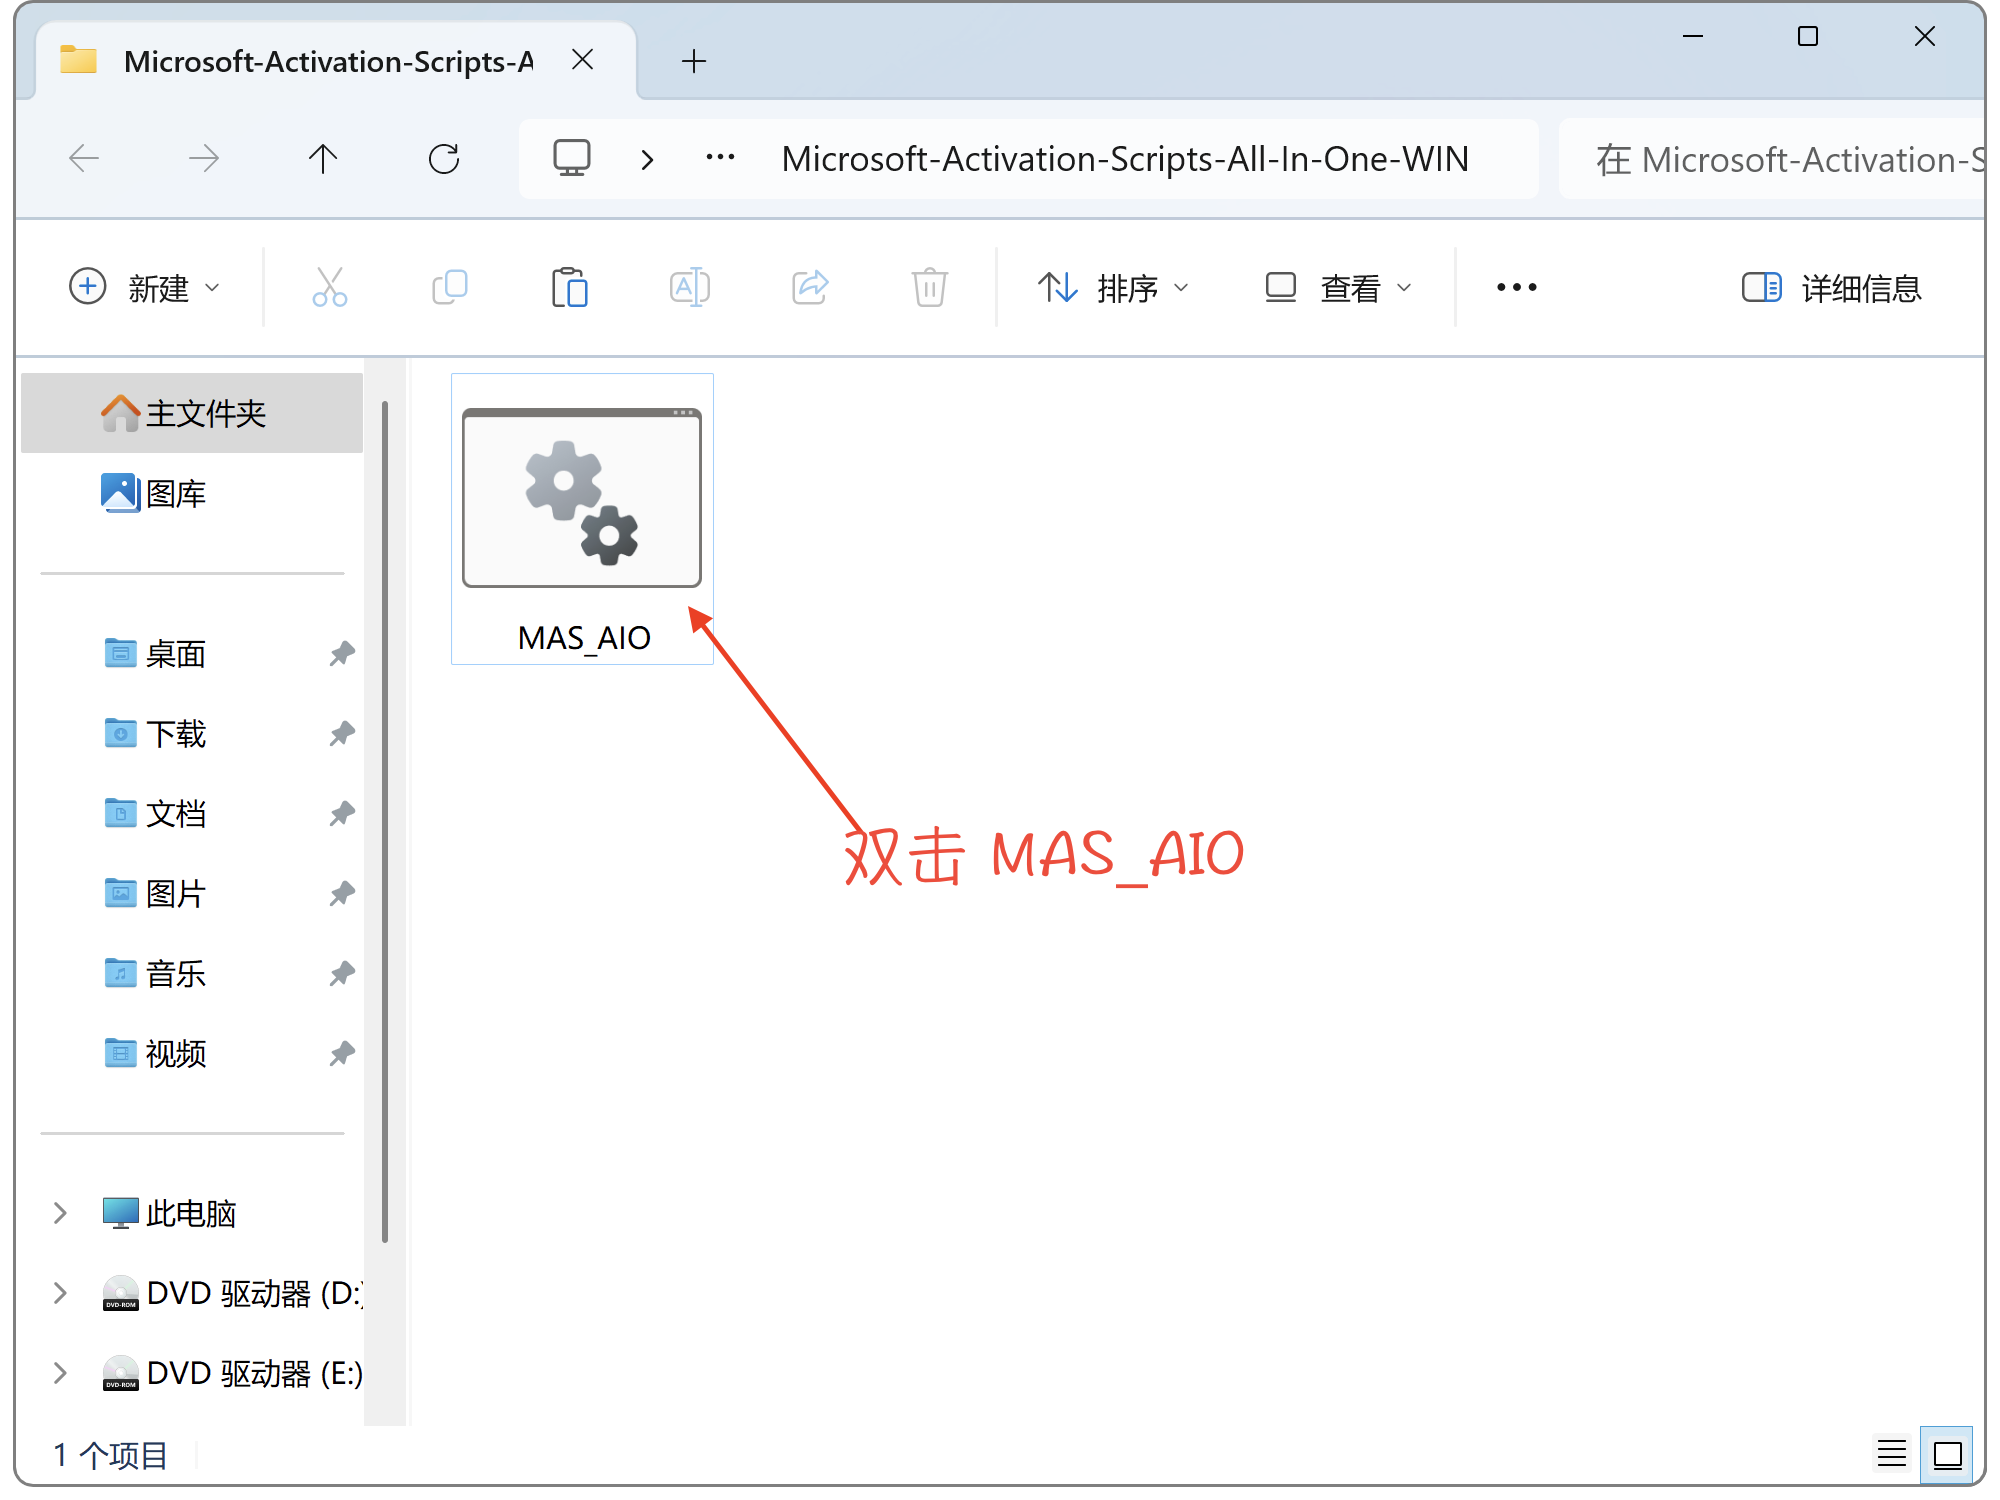 Microsoft-Activation-Scripts-A
Microsoft-Activation-Scripts-All-In-One-WIN
在 Microsoft-Activation-S
新建
排序
查看
详细信息
主文件夹
图库
桌面
下载
文档
图片
音乐
视频
此电脑
DVD 驱动器 (D:)
DVD 驱动器 (E:)
MAS_AIO
双击 MAS_AIO
1 个项目